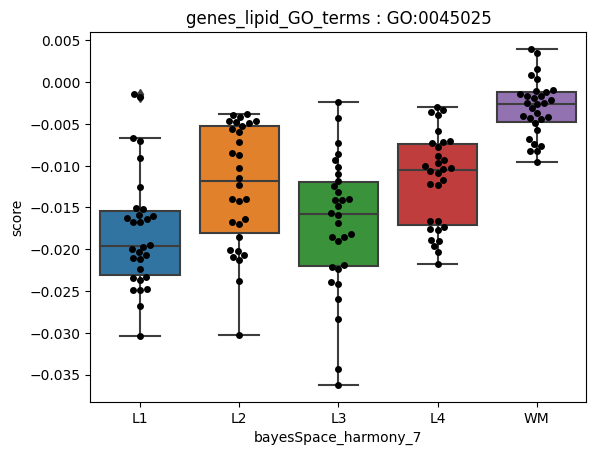 genes_lipid_GO_terms : GO:0045025
0.005
0.000
−0.005
−0.010
−0.015
−0.020
−0.025
−0.030
−0.035
score
L1 L2 L3 L4 WM
bayesSpace_harmony_7